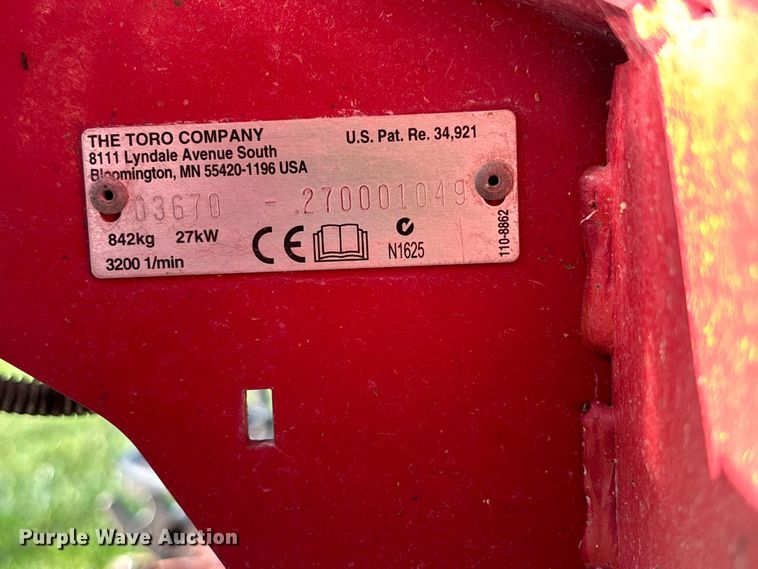 THE TORO COMPANY
U.S. Pat. Re. 34,921
8111 Lyndale Avenue South
Bloomington, MN 55420-1196 USA
03670 - 270001049
842kg 27kW
3200 1/min
CE
N1625
110-8862
Purple Wave Auction